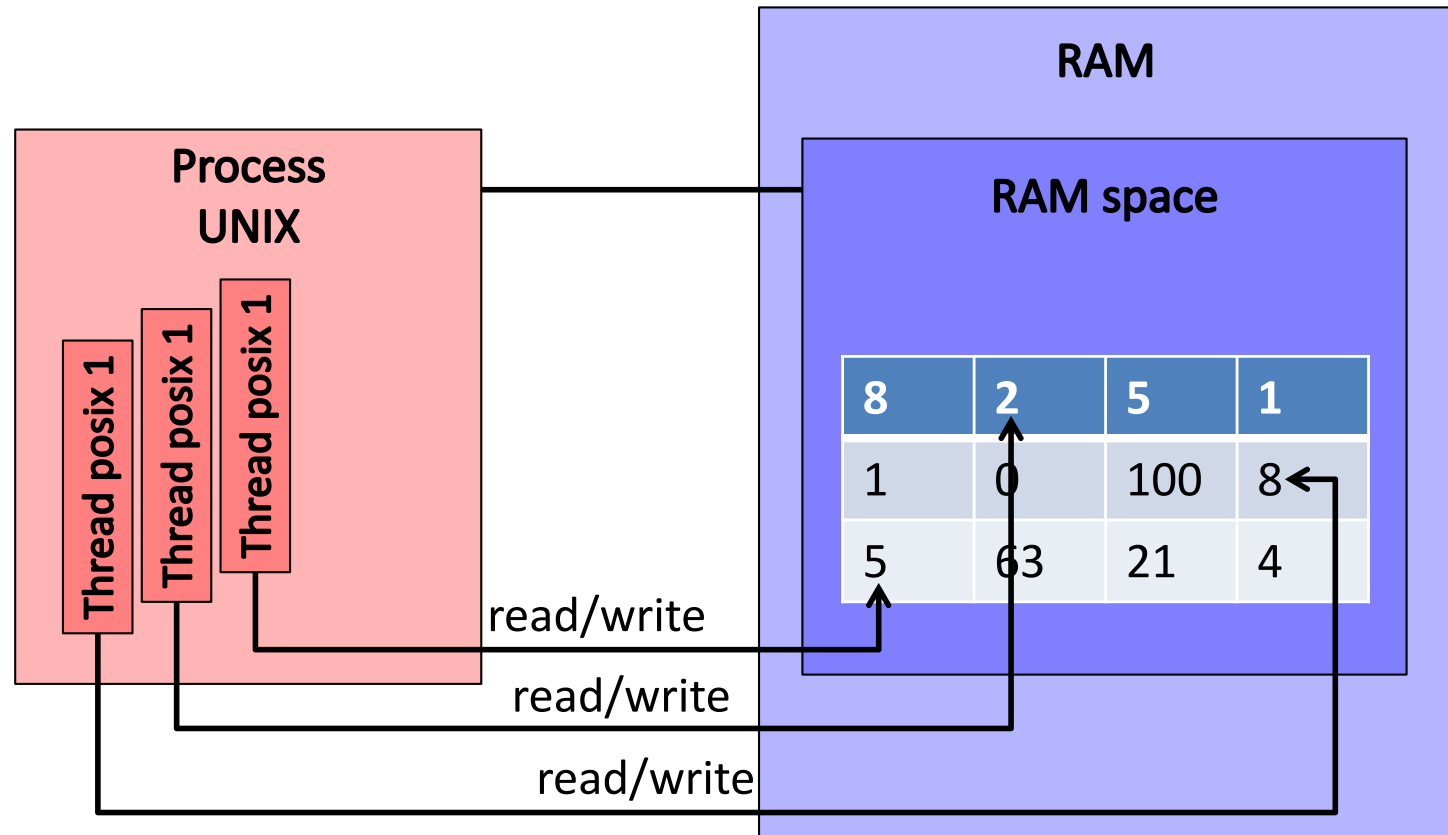 RAM
Process
UNIX
RAM space
Thread posix 1
Thread posix 1
Thread posix 1
8 2 5 1
1 0 100 8
5 63 21 4
read/write
read/write
read/write